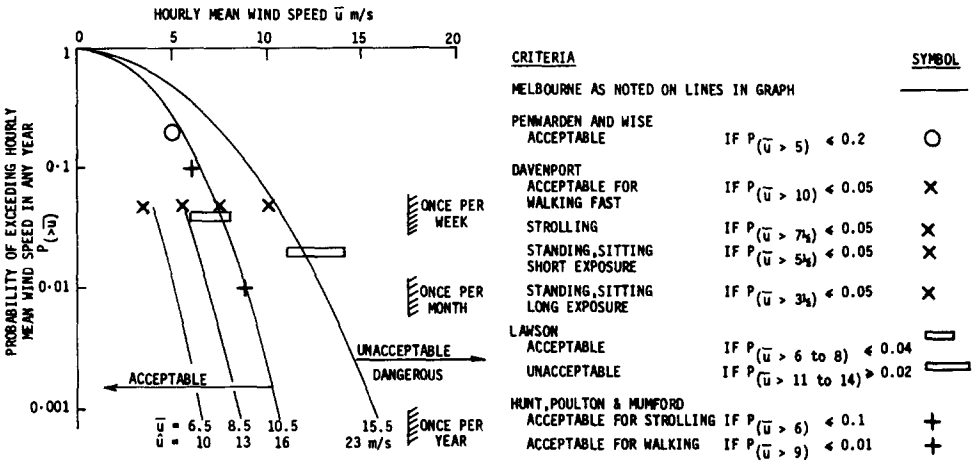 HOURLY MEAN WIND SPEED u̅ m/s
0 5 10 15 20
1
0·1
0·01
0·001
PROBABILITY OF EXCEEDING HOURLY
MEAN WIND SPEED IN ANY YEAR
P(>u̅)
ONCE PER
WEEK
ONCE PER
MONTH
UNACCEPTABLE
DANGEROUS
ACCEPTABLE
ONCE PER
YEAR
u̅ = 6.5 8.5 10.5 15.5
û = 10 13 16 23 m/s
CRITERIA SYMBOL
MELBOURNE AS NOTED ON LINES IN GRAPH
PENWARDEN AND WISE
ACCEPTABLE IF P(u̅ > 5) ≤ 0.2
DAVENPORT
ACCEPTABLE FOR IF P(u̅ > 10) ≤ 0.05
WALKING FAST
STROLLING IF P(u̅ > 7½) ≤ 0.05
STANDING,SITTING IF P(u̅ > 5½) ≤ 0.05
SHORT EXPOSURE
STANDING,SITTING IF P(u̅ > 3½) ≤ 0.05
LONG EXPOSURE
LAWSON
ACCEPTABLE IF P(u̅ > 6 to 8) ≤ 0.04
UNACCEPTABLE IF P(u̅ > 11 to 14) ≥ 0.02
HUNT,POULTON & MUMFORD
ACCEPTABLE FOR STROLLING IF P(u̅ > 6) ≤ 0.1
ACCEPTABLE FOR WALKING IF P(u̅ > 9) ≤ 0.01